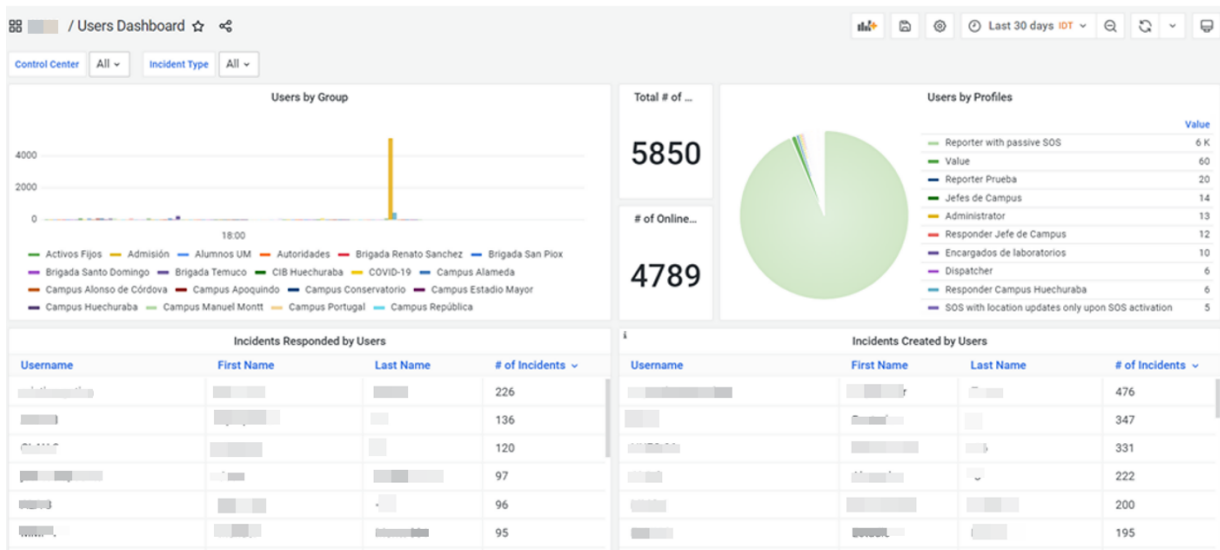 / Users Dashboard
Last 30 days IDT
Control Center All Incident Type All
Users by Group
4000
2000
0
18:00
Activos Fijos Admisión Alumnos UM Autoridades Brigada Renato Sanchez Brigada San Piox
Brigada Santo Domingo Brigada Temuco CIB Huechuraba COVID-19 Campus Alameda
Campus Alonso de Córdova Campus Apoquindo Campus Conservatorio Campus Estadio Mayor
Campus Huechuraba Campus Manuel Montt Campus Portugal Campus República
Total # of ...
5850
# of Online...
4789
Users by Profiles
Value
Reporter with passive SOS 6 K
Value 60
Reporter Prueba 20
Jefes de Campus 14
Administrator 13
Responder Jefe de Campus 12
Encargados de laboratorios 10
Dispatcher 6
Responder Campus Huechuraba 6
SOS with location updates only upon SOS activation 5
Incidents Responded by Users
Username First Name Last Name # of Incidents
226
136
120
97
96
95
i
Incidents Created by Users
Username First Name Last Name # of Incidents
476
347
331
222
200
195